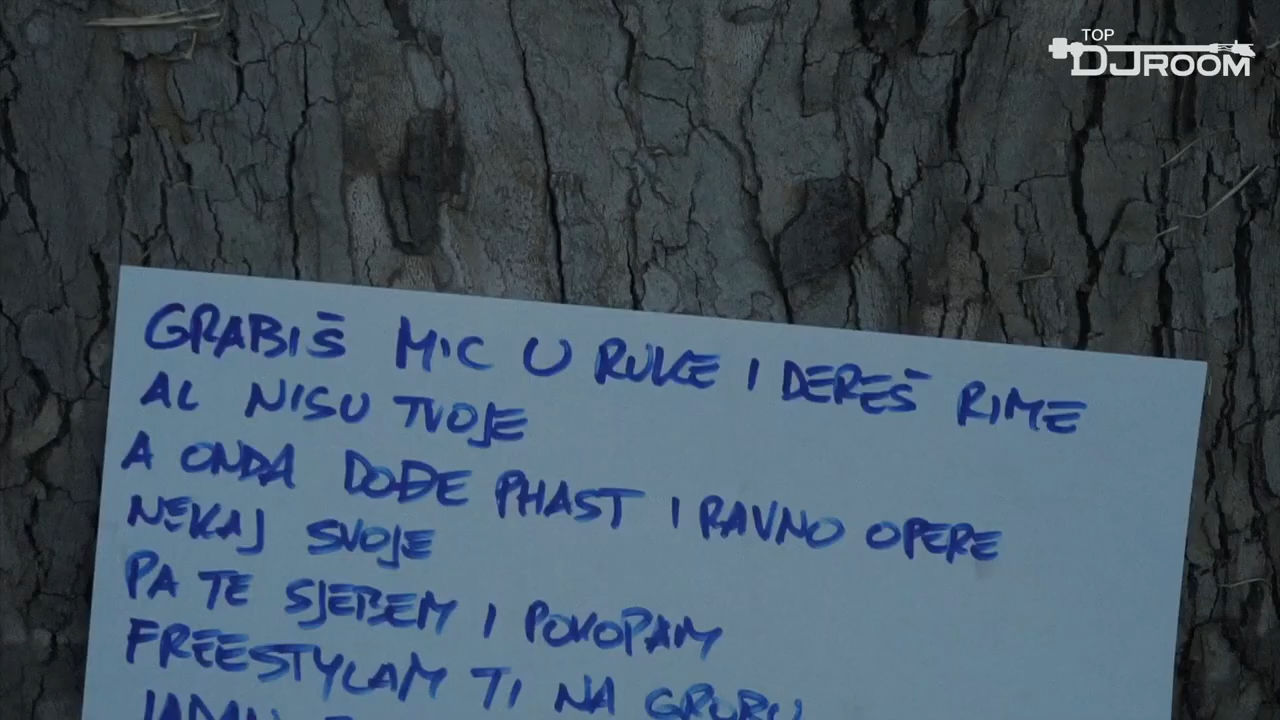 TOP
DJROOM
GRABIŠ MIC U RUKE I DEREŠ RIME
AL NISU TVOJE
A ONDA DOĐE PHAST I RAVNO OPERE
NEKAJ SVOJE
PA TE SJEBEM I POKOPAM
FREESTYLAM TI NA GROBU